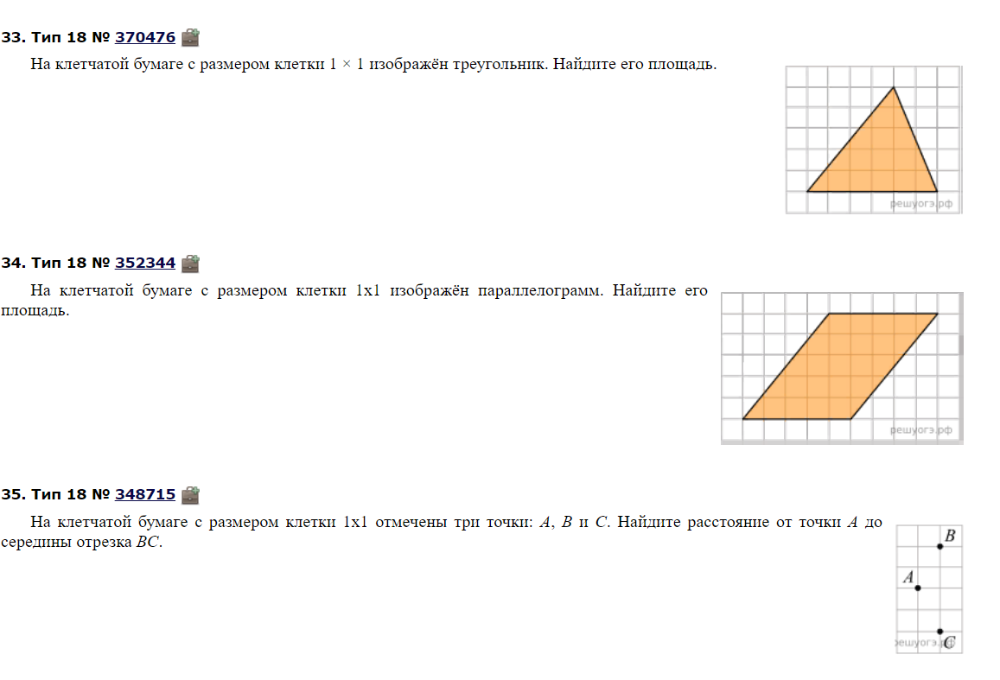 33. Тип 18 № 370476
На клетчатой бумаге с размером клетки 1 × 1 изображён треугольник. Найдите его площадь.
решуогэ.рф
34. Тип 18 № 352344
На клетчатой бумаге с размером клетки 1x1 изображён параллелограмм. Найдите его
площадь.
решуогэ.рф
35. Тип 18 № 348715
На клетчатой бумаге с размером клетки 1x1 отмечены три точки: A, B и C. Найдите расстояние от точки A до
середины отрезка BC.
B
A
решуогэ.рф
C